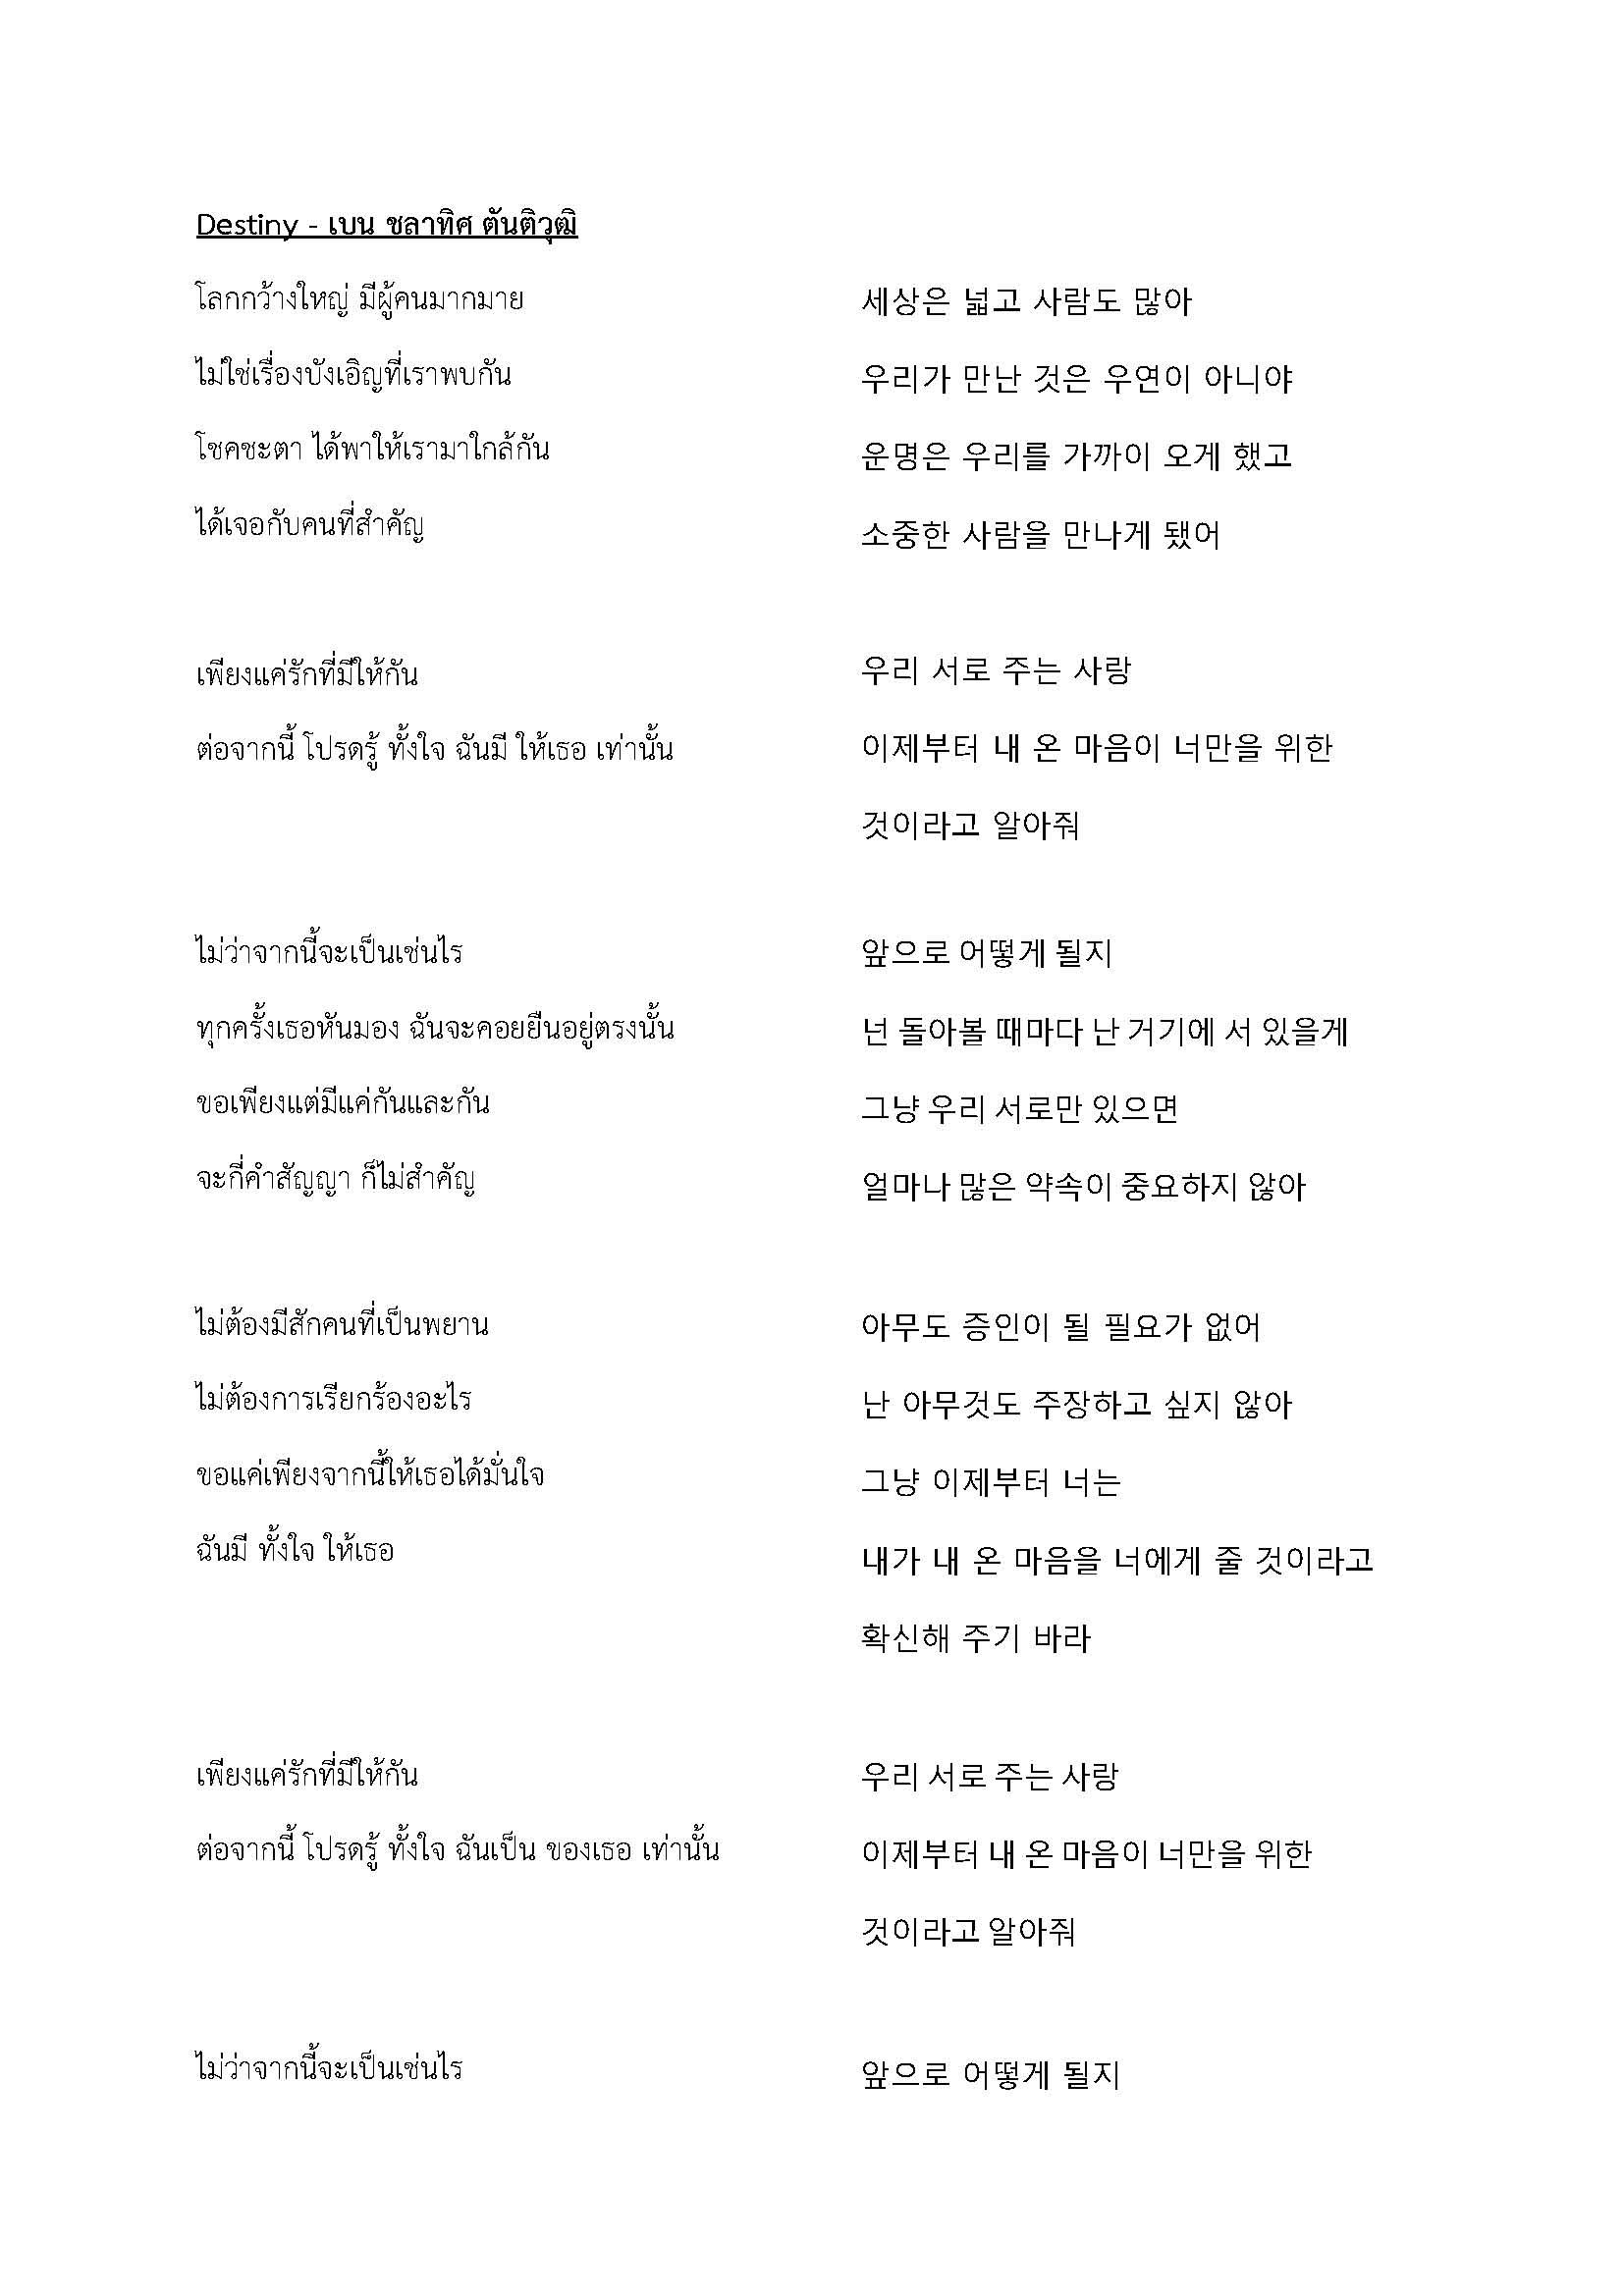 Destiny - เบน ชลาทิศ ตันติวุฒิ
โลกกว้างใหญ่ มีผู้คนมากมาย
ไม่ใช่เรื่องบังเอิญที่เราพบกัน
โชคชะตา ได้พาให้เรามาใกล้กัน
ได้เจอกับคนที่สำคัญ
เพียงแค่รักที่มีให้กัน
ต่อจากนี้ โปรดรู้ ทั้งใจ ฉันมี ให้เธอ เท่านั้น
ไม่ว่าจากนี้จะเป็นเช่นไร
ทุกครั้งเธอหันมอง ฉันจะคอยยืนอยู่ตรงนั้น
ขอเพียงแต่มีแค่กันและกัน
จะกี่คำสัญญา ก็ไม่สำคัญ
ไม่ต้องมีสักคนที่เป็นพยาน
ไม่ต้องการเรียกร้องอะไร
ขอแค่เพียงจากนี้ให้เธอได้มั่นใจ
ฉันมี ทั้งใจ ให้เธอ
เพียงแค่รักที่มีให้กัน
ต่อจากนี้ โปรดรู้ ทั้งใจ ฉันเป็น ของเธอ เท่านั้น
ไม่ว่าจากนี้จะเป็นเช่นไร
세상은 넓고 사람도 많아
우리가 만난 것은 우연이 아니야
운명은 우리를 가까이 오게 했고
소중한 사람을 만나게 됐어
우리 서로 주는 사랑
이제부터 내 온 마음이 너만을 위한
것이라고 알아줘
앞으로 어떻게 될지
넌 돌아볼 때마다 난 거기에 서 있을게
그냥 우리 서로만 있으면
얼마나 많은 약속이 중요하지 않아
아무도 증인이 될 필요가 없어
난 아무것도 주장하고 싶지 않아
그냥 이제부터 너는
내가 내 온 마음을 너에게 줄 것이라고
확신해 주기 바라
우리 서로 주는 사랑
이제부터 내 온 마음이 너만을 위한
것이라고 알아줘
앞으로 어떻게 될지